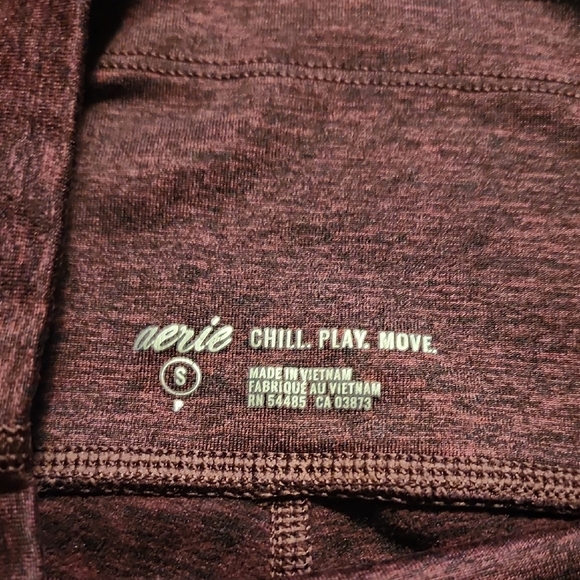 aerie CHILL. PLAY. MOVE.
S
MADE IN VIETNAM
FABRIQUÉ AU VIETNAM
RN 54485 CA 03873